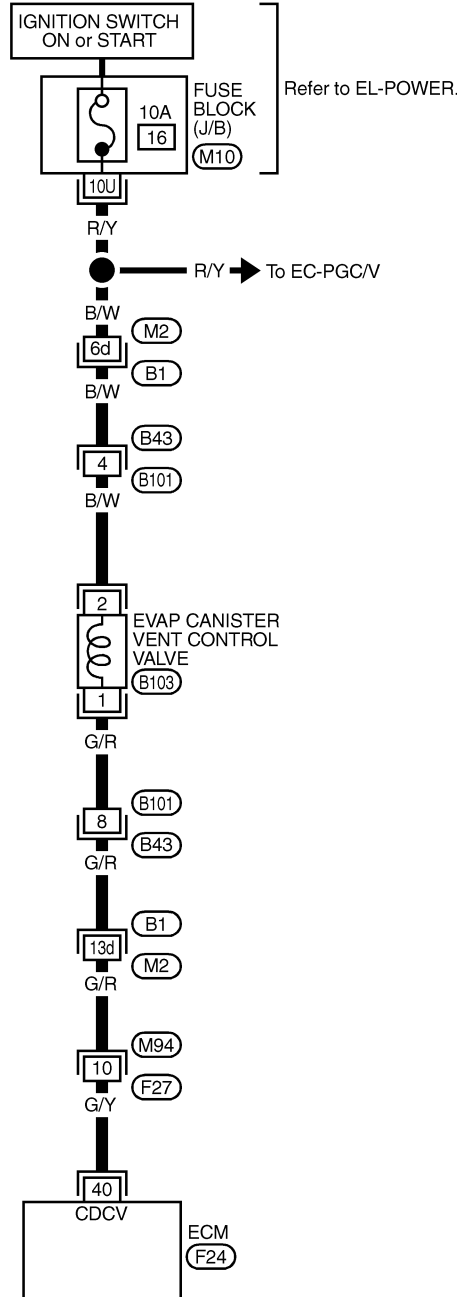 IGNITION SWITCH
ON or START
FUSE
BLOCK
(J/B)
M10
10A
16
Refer to EL-POWER.
10U
R/Y
R/Y
To EC-PGC/V
B/W
M2
6d
B1
B/W
B43
4
B101
B/W
2
EVAP CANISTER
VENT CONTROL
VALVE
B103
1
G/R
B101
8
B43
G/R
B1
13d
M2
G/R
M94
10
F27
G/Y
40
CDCV
ECM
F24